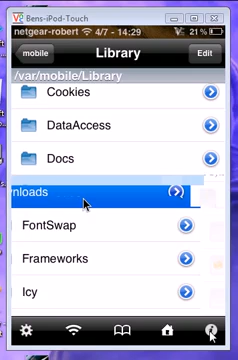 Bens-iPod-Touch
netgear-robert 4/7 - 14:29 21%
mobile Library Edit
/var/mobile/Library
Cookies
DataAccess
Docs
nloads
FontSwap
Frameworks
Icy